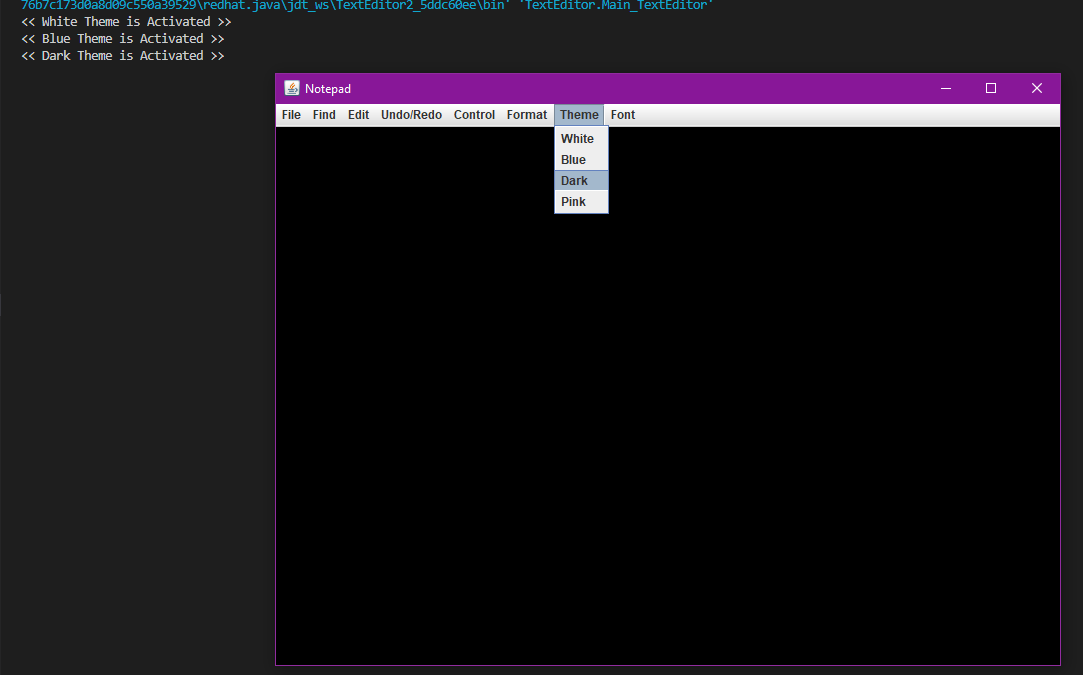 76b7c173d0a8d09c550a39529\redhat.java\jdt_ws\TextEditor2_5ddc60ee\bin' 'TextEditor.Main_TextEditor'
<< White Theme is Activated >>
<< Blue Theme is Activated >>
<< Dark Theme is Activated >>
Notepad
File Find Edit Undo/Redo Control Format Theme Font
White
Blue
Dark
Pink